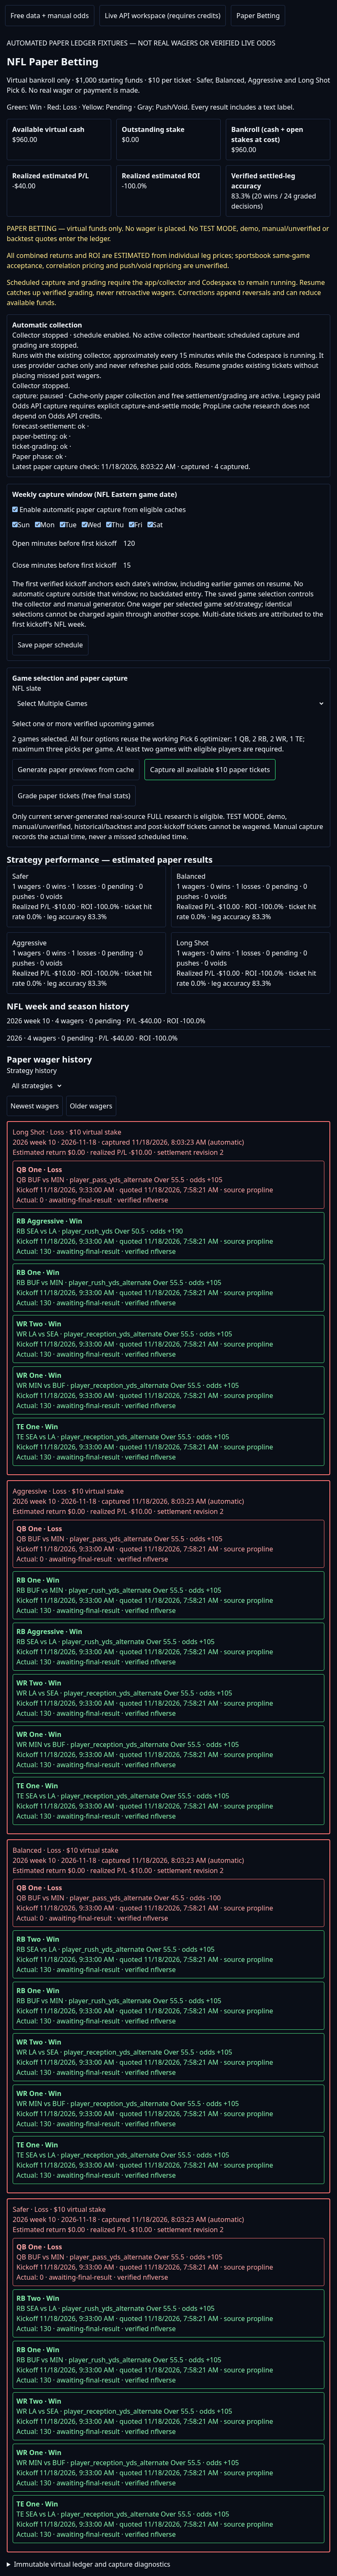 Free data + manual odds
Live API workspace (requires credits)
Paper Betting
AUTOMATED PAPER LEDGER FIXTURES — NOT REAL WAGERS OR VERIFIED LIVE ODDS
NFL Paper Betting
Virtual bankroll only · $1,000 starting funds · $10 per ticket · Safer, Balanced, Aggressive and Long Shot
Pick 6. No real wager or payment is made.
Green: Win · Red: Loss · Yellow: Pending · Gray: Push/Void. Every result includes a text label.
Available virtual cash
$960.00
Outstanding stake
$0.00
Bankroll (cash + open
stakes at cost)
$960.00
Realized estimated P/L
-$40.00
Realized estimated ROI
-100.0%
Verified settled-leg
accuracy
83.3% (20 wins / 24 graded
decisions)
PAPER BETTING — virtual funds only. No wager is placed. No TEST MODE, demo, manual/unverified or
backtest quotes enter the ledger.
All combined returns and ROI are ESTIMATED from individual leg prices; sportsbook same-game
acceptance, correlation pricing and push/void repricing are unverified.
Scheduled capture and grading require the app/collector and Codespace to remain running. Resume
catches up verified grading, never retroactive wagers. Corrections append reversals and can reduce
available funds.
Automatic collection
Collector stopped · schedule enabled. No active collector heartbeat: scheduled capture and
grading are stopped.
Runs with the existing collector, approximately every 15 minutes while the Codespace is running. It
uses provider caches only and never refreshes paid odds. Resume grades existing tickets without
placing missed past wagers.
Collector stopped.
capture: paused · Cache-only paper collection and free settlement/grading are active. Legacy paid
Odds API capture requires explicit capture-and-settle mode; PropLine cache research does not
depend on Odds API credits.
forecast-settlement: ok ·
paper-betting: ok ·
ticket-grading: ok ·
Paper phase: ok ·
Latest paper capture check: 11/18/2026, 8:03:22 AM · captured · 4 captured.
Weekly capture window (NFL Eastern game date)
Enable automatic paper capture from eligible caches
Sun Mon Tue Wed Thu Fri Sat
Open minutes before first kickoff 120
Close minutes before first kickoff 15
The first verified kickoff anchors each date's window, including earlier games on resume. No
automatic capture outside that window; no backdated entry. The saved game selection controls
the collector and manual generator. One wager per selected game set/strategy; identical
selections cannot be charged again through another scope. Multi-date tickets are attributed to the
first kickoff's NFL week.
Save paper schedule
Game selection and paper capture
NFL slate
Select Multiple Games
Select one or more verified upcoming games
2 games selected. All four options reuse the working Pick 6 optimizer: 1 QB, 2 RB, 2 WR, 1 TE;
maximum three picks per game. At least two games with eligible players are required.
Generate paper previews from cache
Capture all available $10 paper tickets
Grade paper tickets (free final stats)
Only current server-generated real-source FULL research is eligible. TEST MODE, demo,
manual/unverified, historical/backtest and post-kickoff tickets cannot be wagered. Manual capture
records the actual time, never a missed scheduled time.
Strategy performance — estimated paper results
Safer
1 wagers · 0 wins · 1 losses · 0 pending · 0
pushes · 0 voids
Realized P/L -$10.00 · ROI -100.0% · ticket hit
rate 0.0% · leg accuracy 83.3%
Balanced
1 wagers · 0 wins · 1 losses · 0 pending · 0
pushes · 0 voids
Realized P/L -$10.00 · ROI -100.0% · ticket hit
rate 0.0% · leg accuracy 83.3%
Aggressive
1 wagers · 0 wins · 1 losses · 0 pending · 0
pushes · 0 voids
Realized P/L -$10.00 · ROI -100.0% · ticket hit
rate 0.0% · leg accuracy 83.3%
Long Shot
1 wagers · 0 wins · 1 losses · 0 pending · 0
pushes · 0 voids
Realized P/L -$10.00 · ROI -100.0% · ticket hit
rate 0.0% · leg accuracy 83.3%
NFL week and season history
2026 week 10 · 4 wagers · 0 pending · P/L -$40.00 · ROI -100.0%
2026 · 4 wagers · 0 pending · P/L -$40.00 · ROI -100.0%
Paper wager history
Strategy history
All strategies
Newest wagers
Older wagers
Long Shot · Loss · $10 virtual stake
2026 week 10 · 2026-11-18 · captured 11/18/2026, 8:03:23 AM (automatic)
Estimated return $0.00 · realized P/L -$10.00 · settlement revision 2
QB One · Loss
QB BUF vs MIN · player_pass_yds_alternate Over 55.5 · odds +105
Kickoff 11/18/2026, 9:33:00 AM · quoted 11/18/2026, 7:58:21 AM · source propline
Actual: 0 · awaiting-final-result · verified nflverse
RB Aggressive · Win
RB SEA vs LA · player_rush_yds Over 50.5 · odds +190
Kickoff 11/18/2026, 9:33:00 AM · quoted 11/18/2026, 7:58:21 AM · source propline
Actual: 130 · awaiting-final-result · verified nflverse
RB One · Win
RB BUF vs MIN · player_rush_yds_alternate Over 55.5 · odds +105
Kickoff 11/18/2026, 9:33:00 AM · quoted 11/18/2026, 7:58:21 AM · source propline
Actual: 130 · awaiting-final-result · verified nflverse
WR Two · Win
WR LA vs SEA · player_reception_yds_alternate Over 55.5 · odds +105
Kickoff 11/18/2026, 9:33:00 AM · quoted 11/18/2026, 7:58:21 AM · source propline
Actual: 130 · awaiting-final-result · verified nflverse
WR One · Win
WR MIN vs BUF · player_reception_yds_alternate Over 55.5 · odds +105
Kickoff 11/18/2026, 9:33:00 AM · quoted 11/18/2026, 7:58:21 AM · source propline
Actual: 130 · awaiting-final-result · verified nflverse
TE One · Win
TE SEA vs LA · player_reception_yds_alternate Over 55.5 · odds +105
Kickoff 11/18/2026, 9:33:00 AM · quoted 11/18/2026, 7:58:21 AM · source propline
Actual: 130 · awaiting-final-result · verified nflverse
Aggressive · Loss · $10 virtual stake
2026 week 10 · 2026-11-18 · captured 11/18/2026, 8:03:23 AM (automatic)
Estimated return $0.00 · realized P/L -$10.00 · settlement revision 2
QB One · Loss
QB BUF vs MIN · player_pass_yds_alternate Over 55.5 · odds +105
Kickoff 11/18/2026, 9:33:00 AM · quoted 11/18/2026, 7:58:21 AM · source propline
Actual: 0 · awaiting-final-result · verified nflverse
RB One · Win
RB BUF vs MIN · player_rush_yds_alternate Over 55.5 · odds +105
Kickoff 11/18/2026, 9:33:00 AM · quoted 11/18/2026, 7:58:21 AM · source propline
Actual: 130 · awaiting-final-result · verified nflverse
RB Aggressive · Win
RB SEA vs LA · player_rush_yds_alternate Over 55.5 · odds +105
Kickoff 11/18/2026, 9:33:00 AM · quoted 11/18/2026, 7:58:21 AM · source propline
Actual: 130 · awaiting-final-result · verified nflverse
WR Two · Win
WR LA vs SEA · player_reception_yds_alternate Over 55.5 · odds +105
Kickoff 11/18/2026, 9:33:00 AM · quoted 11/18/2026, 7:58:21 AM · source propline
Actual: 130 · awaiting-final-result · verified nflverse
WR One · Win
WR MIN vs BUF · player_reception_yds_alternate Over 55.5 · odds +105
Kickoff 11/18/2026, 9:33:00 AM · quoted 11/18/2026, 7:58:21 AM · source propline
Actual: 130 · awaiting-final-result · verified nflverse
TE One · Win
TE SEA vs LA · player_reception_yds_alternate Over 55.5 · odds +105
Kickoff 11/18/2026, 9:33:00 AM · quoted 11/18/2026, 7:58:21 AM · source propline
Actual: 130 · awaiting-final-result · verified nflverse
Balanced · Loss · $10 virtual stake
2026 week 10 · 2026-11-18 · captured 11/18/2026, 8:03:23 AM (automatic)
Estimated return $0.00 · realized P/L -$10.00 · settlement revision 2
QB One · Loss
QB BUF vs MIN · player_pass_yds_alternate Over 45.5 · odds -100
Kickoff 11/18/2026, 9:33:00 AM · quoted 11/18/2026, 7:58:21 AM · source propline
Actual: 0 · awaiting-final-result · verified nflverse
RB Two · Win
RB SEA vs LA · player_rush_yds_alternate Over 55.5 · odds +105
Kickoff 11/18/2026, 9:33:00 AM · quoted 11/18/2026, 7:58:21 AM · source propline
Actual: 130 · awaiting-final-result · verified nflverse
RB One · Win
RB BUF vs MIN · player_rush_yds_alternate Over 55.5 · odds +105
Kickoff 11/18/2026, 9:33:00 AM · quoted 11/18/2026, 7:58:21 AM · source propline
Actual: 130 · awaiting-final-result · verified nflverse
WR Two · Win
WR LA vs SEA · player_reception_yds_alternate Over 55.5 · odds +105
Kickoff 11/18/2026, 9:33:00 AM · quoted 11/18/2026, 7:58:21 AM · source propline
Actual: 130 · awaiting-final-result · verified nflverse
WR One · Win
WR MIN vs BUF · player_reception_yds_alternate Over 55.5 · odds +105
Kickoff 11/18/2026, 9:33:00 AM · quoted 11/18/2026, 7:58:21 AM · source propline
Actual: 130 · awaiting-final-result · verified nflverse
TE One · Win
TE SEA vs LA · player_reception_yds_alternate Over 55.5 · odds +105
Kickoff 11/18/2026, 9:33:00 AM · quoted 11/18/2026, 7:58:21 AM · source propline
Actual: 130 · awaiting-final-result · verified nflverse
Safer · Loss · $10 virtual stake
2026 week 10 · 2026-11-18 · captured 11/18/2026, 8:03:23 AM (automatic)
Estimated return $0.00 · realized P/L -$10.00 · settlement revision 2
QB One · Loss
QB BUF vs MIN · player_pass_yds_alternate Over 55.5 · odds +105
Kickoff 11/18/2026, 9:33:00 AM · quoted 11/18/2026, 7:58:21 AM · source propline
Actual: 0 · awaiting-final-result · verified nflverse
RB Two · Win
RB SEA vs LA · player_rush_yds_alternate Over 55.5 · odds +105
Kickoff 11/18/2026, 9:33:00 AM · quoted 11/18/2026, 7:58:21 AM · source propline
Actual: 130 · awaiting-final-result · verified nflverse
RB One · Win
RB BUF vs MIN · player_rush_yds_alternate Over 55.5 · odds +105
Kickoff 11/18/2026, 9:33:00 AM · quoted 11/18/2026, 7:58:21 AM · source propline
Actual: 130 · awaiting-final-result · verified nflverse
WR Two · Win
WR LA vs SEA · player_reception_yds_alternate Over 55.5 · odds +105
Kickoff 11/18/2026, 9:33:00 AM · quoted 11/18/2026, 7:58:21 AM · source propline
Actual: 130 · awaiting-final-result · verified nflverse
WR One · Win
WR MIN vs BUF · player_reception_yds_alternate Over 55.5 · odds +105
Kickoff 11/18/2026, 9:33:00 AM · quoted 11/18/2026, 7:58:21 AM · source propline
Actual: 130 · awaiting-final-result · verified nflverse
TE One · Win
TE SEA vs LA · player_reception_yds_alternate Over 55.5 · odds +105
Kickoff 11/18/2026, 9:33:00 AM · quoted 11/18/2026, 7:58:21 AM · source propline
Actual: 130 · awaiting-final-result · verified nflverse
Immutable virtual ledger and capture diagnostics